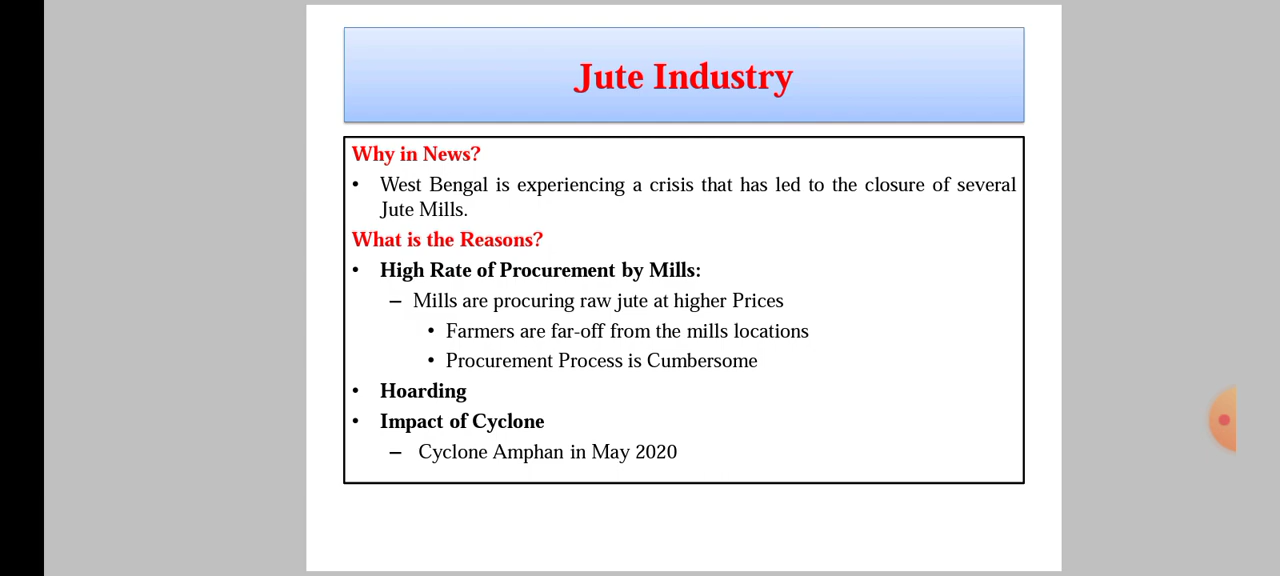 Jute Industry
Why in News?
• West Bengal is experiencing a crisis that has led to the closure of several
Jute Mills.
What is the Reasons?
• High Rate of Procurement by Mills:
– Mills are procuring raw jute at higher Prices
• Farmers are far-off from the mills locations
• Procurement Process is Cumbersome
• Hoarding
• Impact of Cyclone
– Cyclone Amphan in May 2020